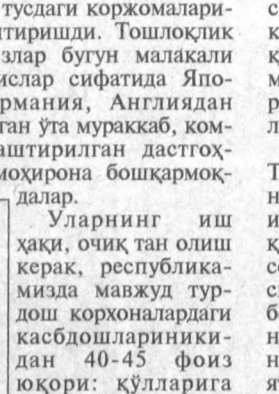 тусдаги коржомалари-
тиришди. Тошлоқлик
злар бугун малакали
ислар сифатида Япо-
рмания, Англиядан
ган ўта мураккаб, ком-
аштирилган дастгоҳ-
моҳирона бошқармоқ-
далар.
Уларнинг иш
ҳақи, очиқ тан олиш
керак, республика-
мизда мавжуд тур-
дош корхоналардаги
касбдошлариники-
дан 40-45 фоиз
юқори: қўлларига